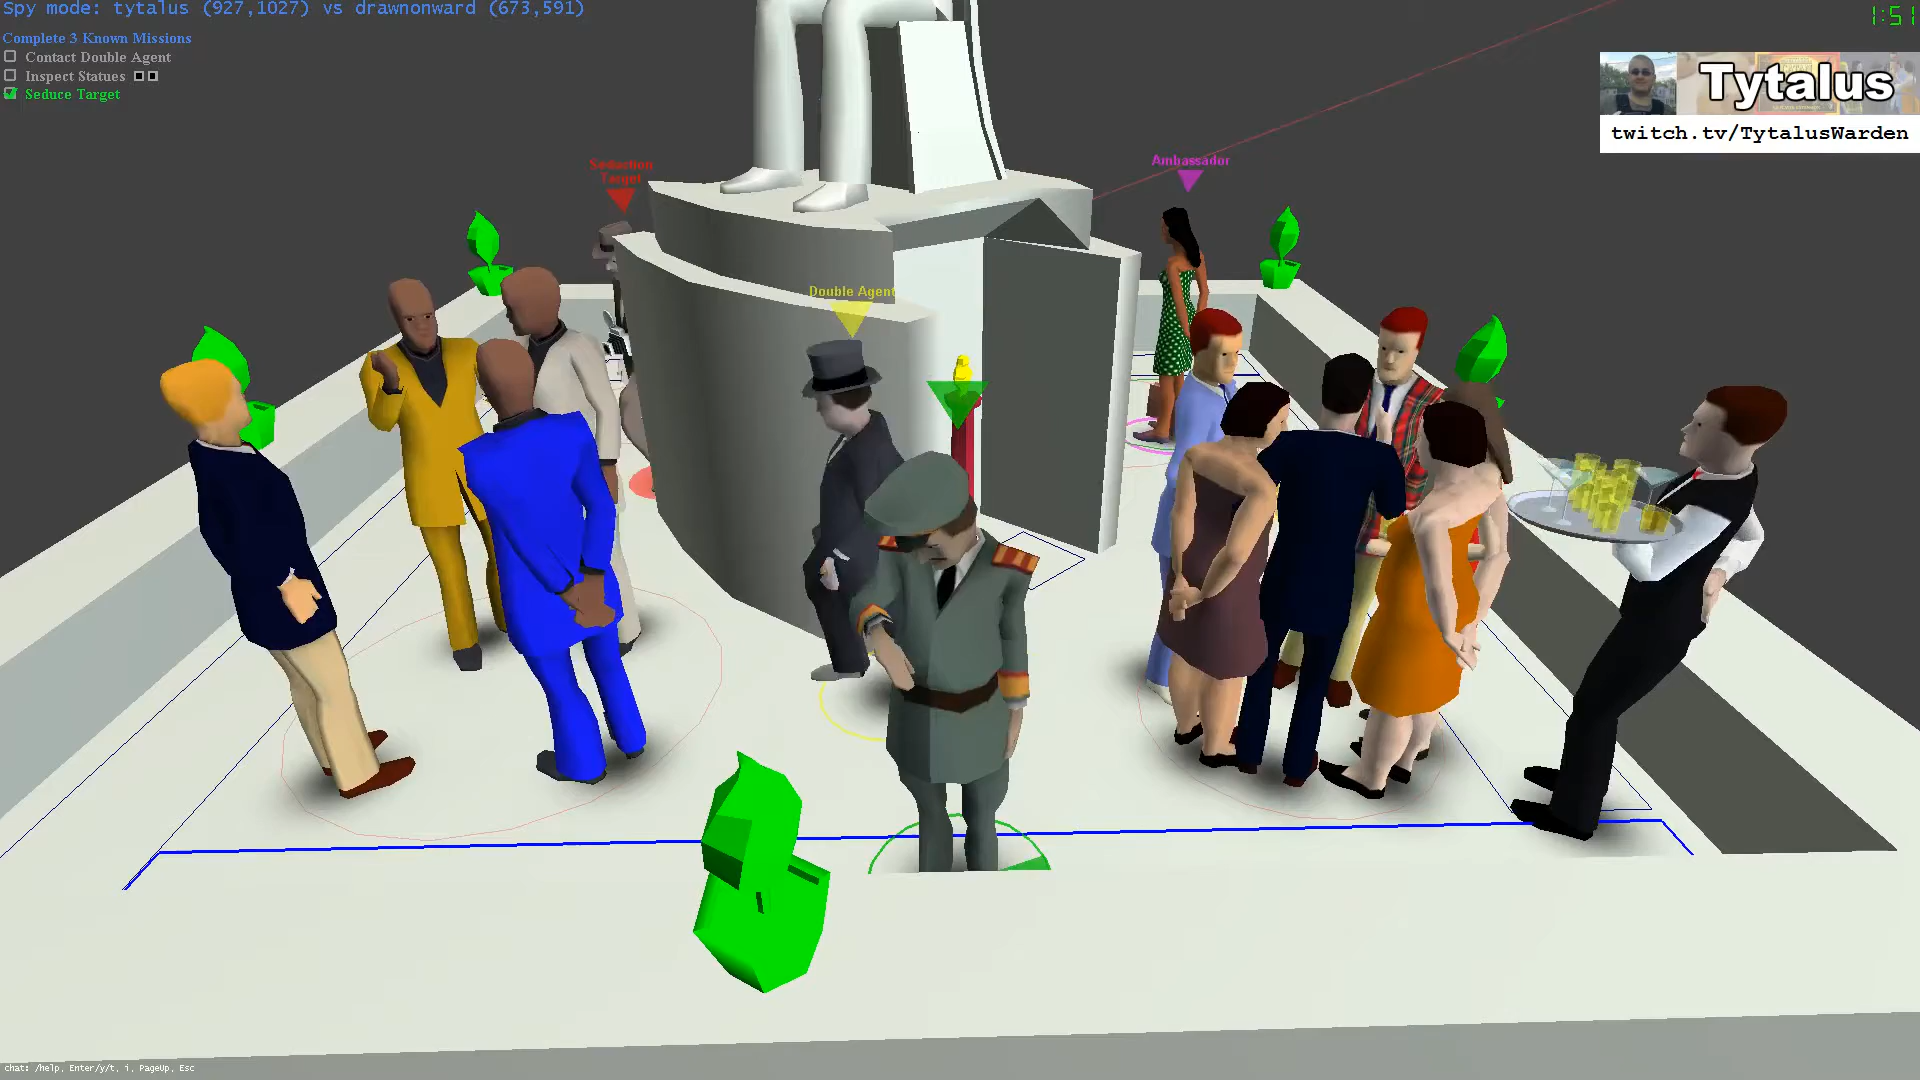 Spy mode: tytalus (927,1027) vs drawnonward (673,591)
1:51
Complete 3 Known Missions
Contact Double Agent
Inspect Statues
Seduce Target
Tytalus
twitch.tv/TytalusWarden
Seduction
Target
Ambassador
Double Agent
chat: /help, Enter/y/t, i, PageUp, Esc